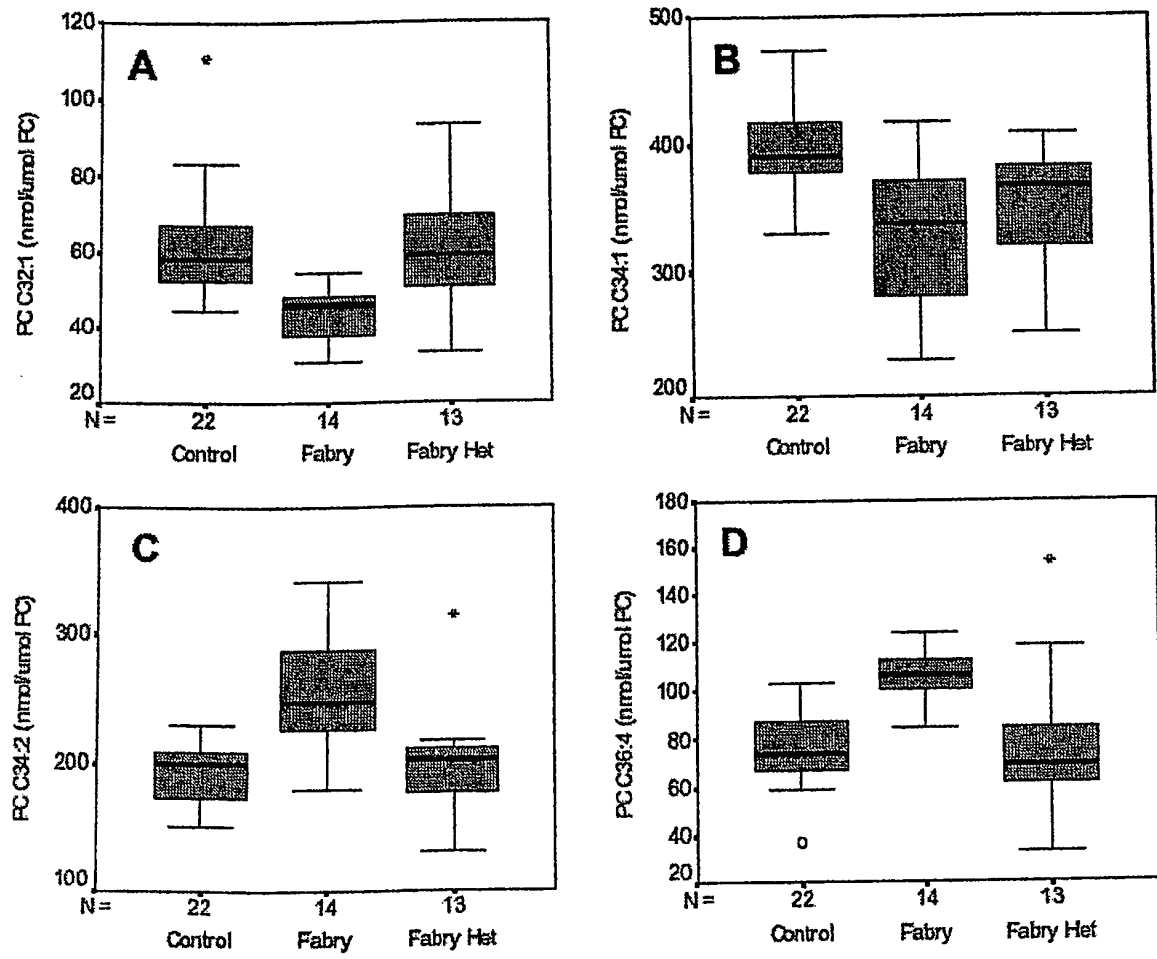 A
PC C32:1 (nmol/umol PC)
120
100
80
60
40
20
N = 22 14 13
Control Fabry Fabry Het
B
PC C34:1 (nmol/umol PC)
500
400
300
200
N = 22 14 13
Control Fabry Fabry Het
C
PC C34:2 (nmol/umol PC)
400
300
200
100
N = 22 14 13
Control Fabry Fabry Het
D
PC C36:4 (nmol/umol PC)
180
160
140
120
100
80
60
40
20
N = 22 14 13
Control Fabry Fabry Het